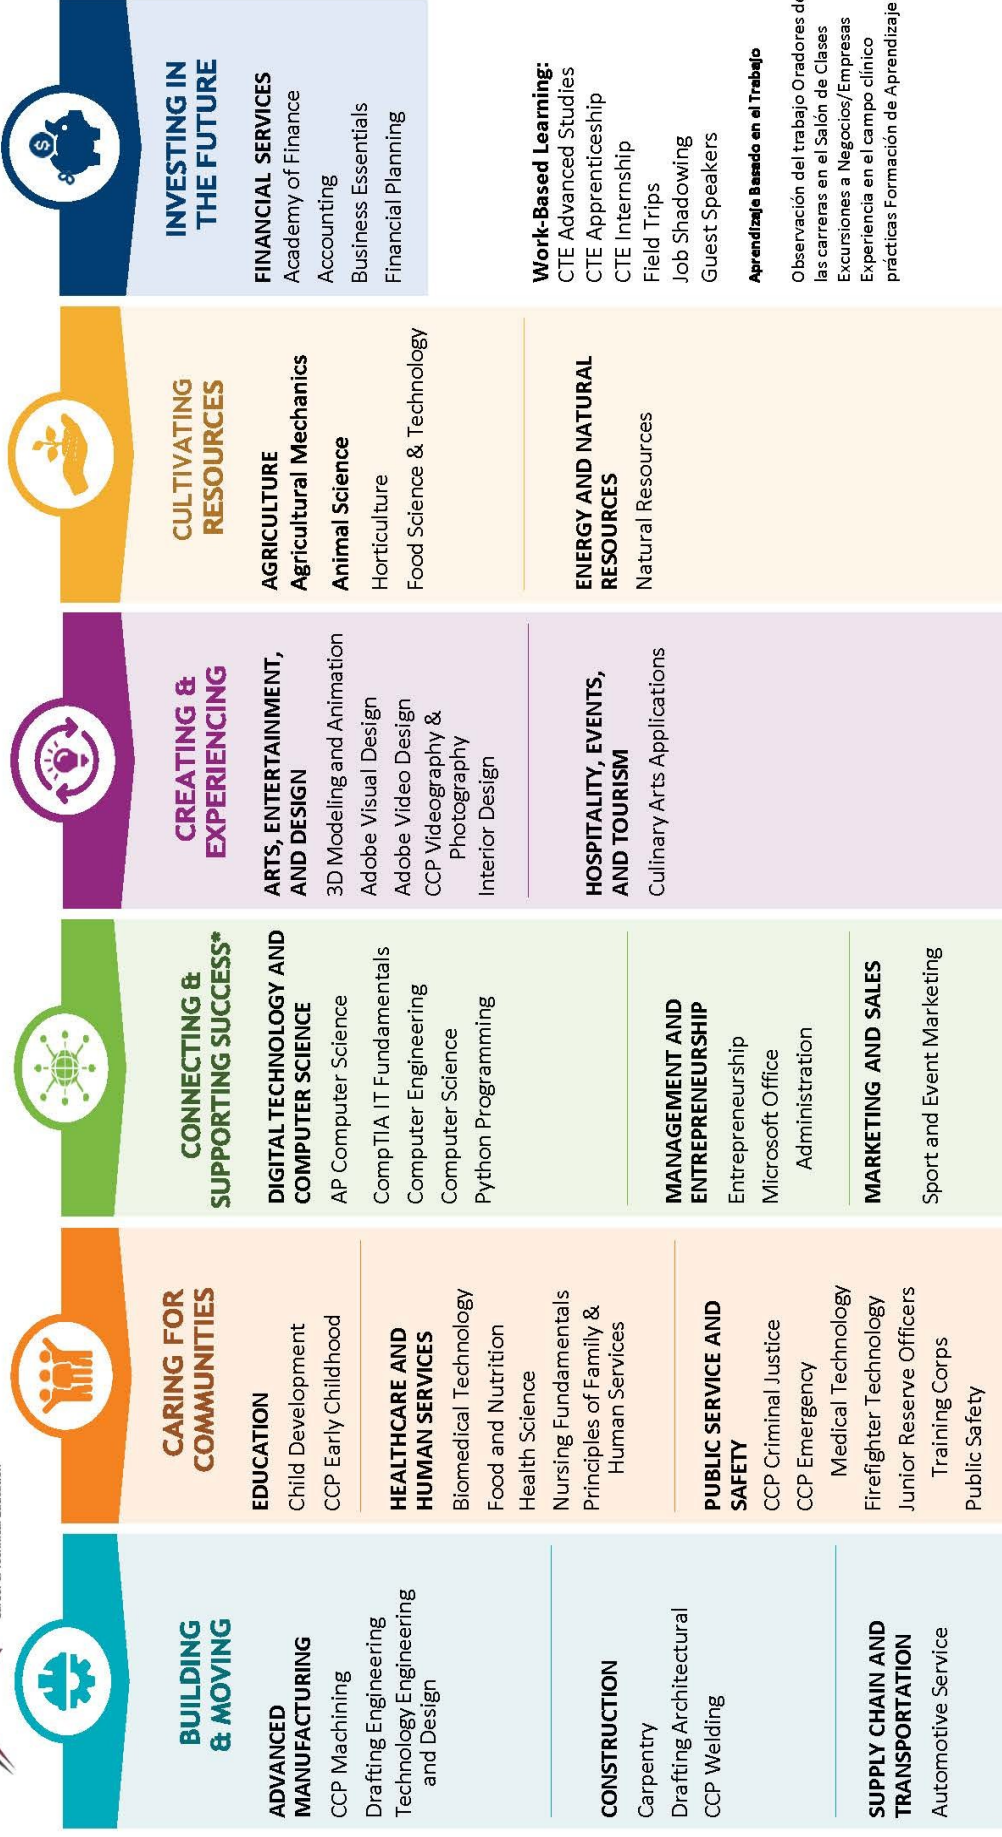 BUILDING
& MOVING
ADVANCED
MANUFACTURING
CCP Machining
Drafting Engineering
Technology Engineering
and Design
CONSTRUCTION
Carpentry
Drafting Architectural
CCP Welding
SUPPLY CHAIN AND
TRANSPORTATION
Automotive Service
CARING FOR
COMMUNITIES
EDUCATION
Child Development
CCP Early Childhood
HEALTHCARE AND
HUMAN SERVICES
Biomedical Technology
Food and Nutrition
Health Science
Nursing Fundamentals
Principles of Family &
Human Services
PUBLIC SERVICE AND
SAFETY
CCP Criminal Justice
CCP Emergency
Medical Technology
Firefighter Technology
Junior Reserve Officers
Training Corps
Public Safety
CONNECTING &
SUPPORTING SUCCESS*
DIGITAL TECHNOLOGY AND
COMPUTER SCIENCE
AP Computer Science
CompTIA IT Fundamentals
Computer Engineering
Computer Science
Python Programming
MANAGEMENT AND
ENTREPRENEURSHIP
Entrepreneurship
Microsoft Office
Administration
MARKETING AND SALES
Sport and Event Marketing
CREATING &
EXPERIENCING
ARTS, ENTERTAINMENT,
AND DESIGN
3D Modeling and Animation
Adobe Visual Design
Adobe Video Design
CCP Videography &
Photography
Interior Design
HOSPITALITY, EVENTS,
AND TOURISM
Culinary Arts Applications
CULTIVATING
RESOURCES
AGRICULTURE
Agricultural Mechanics
Animal Science
Horticulture
Food Science & Technology
ENERGY AND NATURAL
RESOURCES
Natural Resources
INVESTING IN
THE FUTURE
$
FINANCIAL SERVICES
Academy of Finance
Accounting
Business Essentials
Financial Planning
Work-Based Learning:
CTE Advanced Studies
CTE Apprenticeship
CTE Internship
Field Trips
Job Shadowing
Guest Speakers
Aprendizaje Basado en el Trabajo
Observación del trabajo Oradores de
las carreras en el Salón de Clases
Excursiones a Negocios/Empresas
Experiencia en el campo clínico
prácticas Formación de Aprendizaje